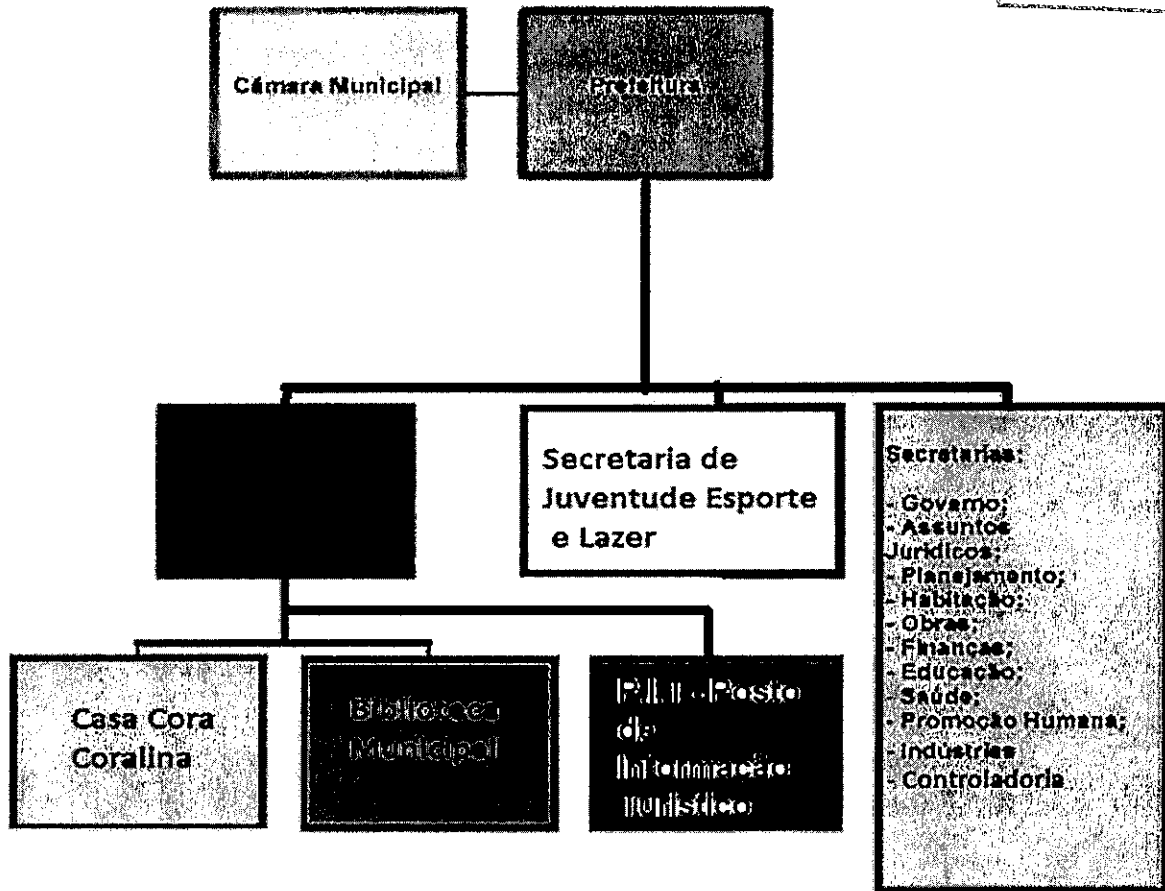 Câmara Municipal
Prefeitura
Secretaria de
Juventude Esporte
e Lazer
Secretarias:
- Governo;
- Assuntos
Jurídicos;
- Planejamento;
- Habitação;
- Obras;
- Finanças;
- Educação;
- Saúde;
- Promoção Humana;
- Indústrias
- Controladoria
Casa Cora
Coralina
Biblioteca
Municipal
Posto
de
Informação
Turístico